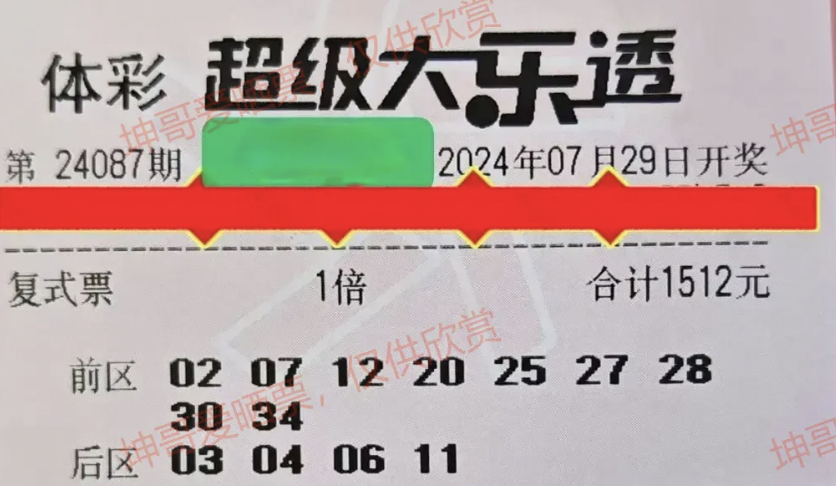 体彩 超级大乐透
第 24087期 2024年07月29日开奖
复式票 1倍 合计1512元
前区 02 07 12 20 25 27 28
30 34
后区 03 04 06 11
坤哥爱晒票，仅供欣赏
坤哥
坤哥爱晒票，仅供欣赏
坤哥